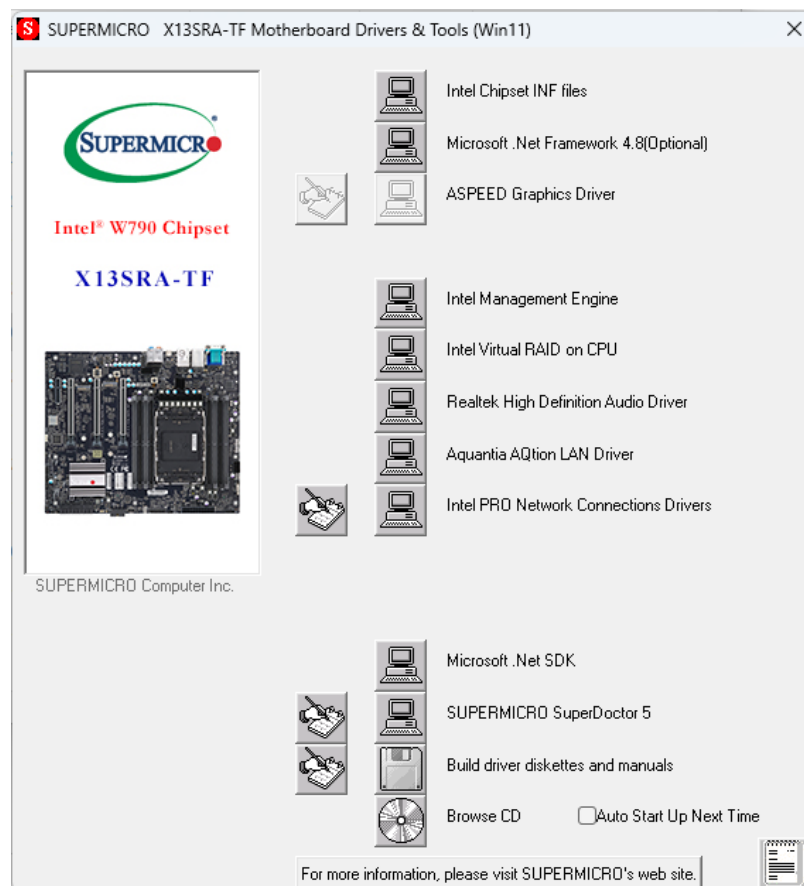 SUPERMICRO X13SRA-TF Motherboard Drivers & Tools (Win11)
SUPERMICR
Intel® W790 Chipset
X13SRA-TF
SUPERMICRO Computer Inc.
Intel Chipset INF files
Microsoft .Net Framework 4.8(Optional)
ASPEED Graphics Driver
Intel Management Engine
Intel Virtual RAID on CPU
Realtek High Definition Audio Driver
Aquantia AQtion LAN Driver
Intel PRO Network Connections Drivers
Microsoft .Net SDK
SUPERMICRO SuperDoctor 5
Build driver diskettes and manuals
Browse CD Auto Start Up Next Time
For more information, please visit SUPERMICRO's web site.